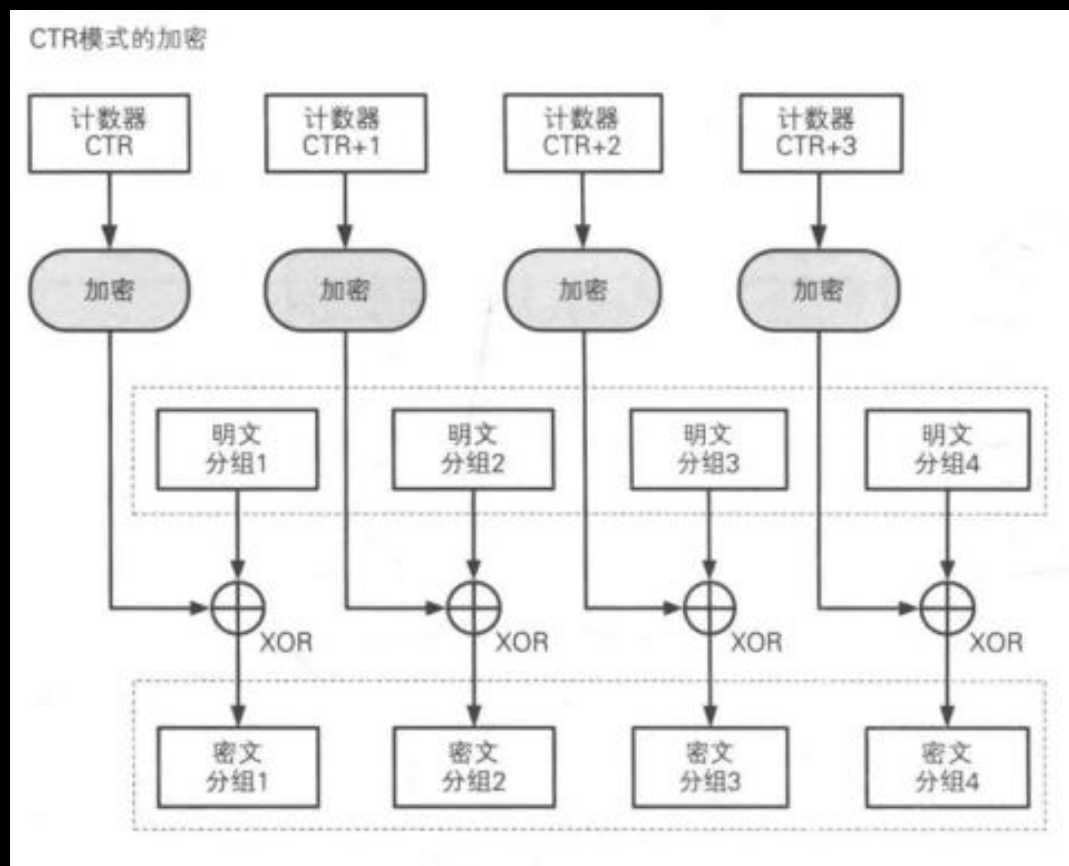 CTR模式的加密
计数器
CTR
计数器
CTR+1
计数器
CTR+2
计数器
CTR+3
加密
加密
加密
加密
明文
分组1
明文
分组2
明文
分组3
明文
分组4
XOR
XOR
XOR
XOR
密文
分组1
密文
分组2
密文
分组3
密文
分组4